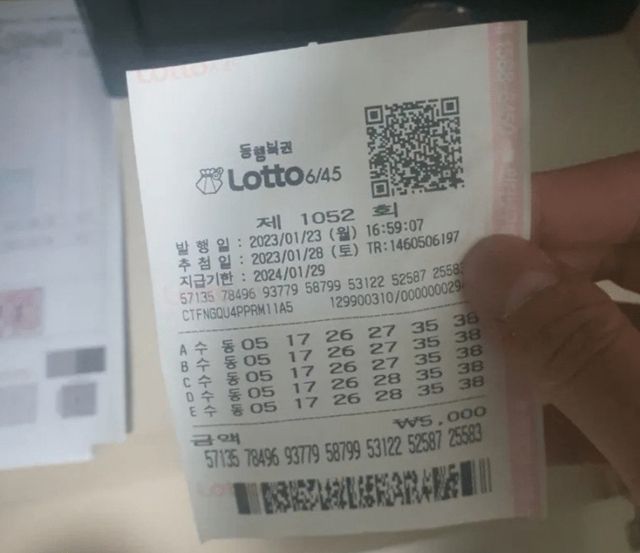 동행복권
Lotto6/45
제 1052 회
발 행 일 : 2023/01/23 (월) 16:59:07
추 첨 일 : 2023/01/28 (토) TR:1460506197
지급기한 : 2024/01/29
57135 78496 93779 58799 53122 52587
CTFNGQU4PPRM11A5
A 수 동 05 17 26 27 35 38
B 수 동 05 17 26 27 35 38
C 수 동 05 17 26 27 35 38
D 수 동 05 17 26 28 35 38
E 수 동 05 17 26 28 35 38
금액 ₩5,000
57135 78496 93779 58799 53122 52587 25583